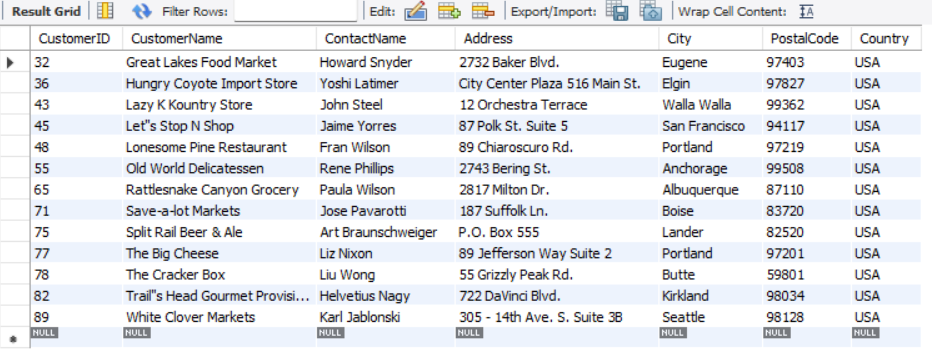 Result Grid Filter Rows: Edit: Export/Import: Wrap Cell Content: IA
CustomerID CustomerName ContactName Address City PostalCode Country
32 Great Lakes Food Market Howard Snyder 2732 Baker Blvd. Eugene 97403 USA
36 Hungry Coyote Import Store Yoshi Latimer City Center Plaza 516 Main St. Elgin 97827 USA
43 Lazy K Kountry Store John Steel 12 Orchestra Terrace Walla Walla 99362 USA
45 Let"s Stop N Shop Jaime Yorres 87 Polk St. Suite 5 San Francisco 94117 USA
48 Lonesome Pine Restaurant Fran Wilson 89 Chiaroscuro Rd. Portland 97219 USA
55 Old World Delicatessen Rene Phillips 2743 Bering St. Anchorage 99508 USA
65 Rattlesnake Canyon Grocery Paula Wilson 2817 Milton Dr. Albuquerque 87110 USA
71 Save-a-lot Markets Jose Pavarotti 187 Suffolk Ln. Boise 83720 USA
75 Split Rail Beer & Ale Art Braunschweiger P.O. Box 555 Lander 82520 USA
77 The Big Cheese Liz Nixon 89 Jefferson Way Suite 2 Portland 97201 USA
78 The Cracker Box Liu Wong 55 Grizzly Peak Rd. Butte 59801 USA
82 Trail"s Head Gourmet Provisi... Helvetius Nagy 722 DaVinci Blvd. Kirkland 98034 USA
89 White Clover Markets Karl Jablonski 305 - 14th Ave. S. Suite 3B Seattle 98128 USA
NULL NULL NULL NULL NULL NULL NULL